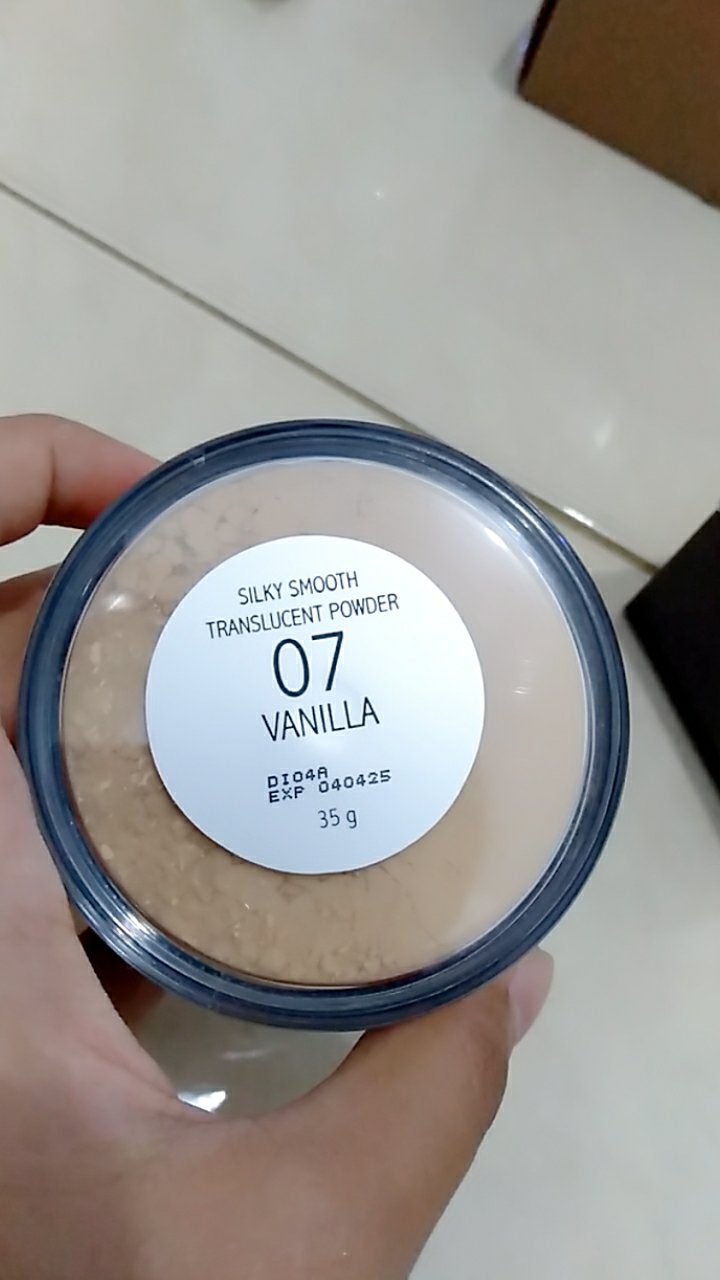 SILKY SMOOTH
TRANSLUCENT POWDER
07
VANILLA
DI04A
EXP 040425
35 g